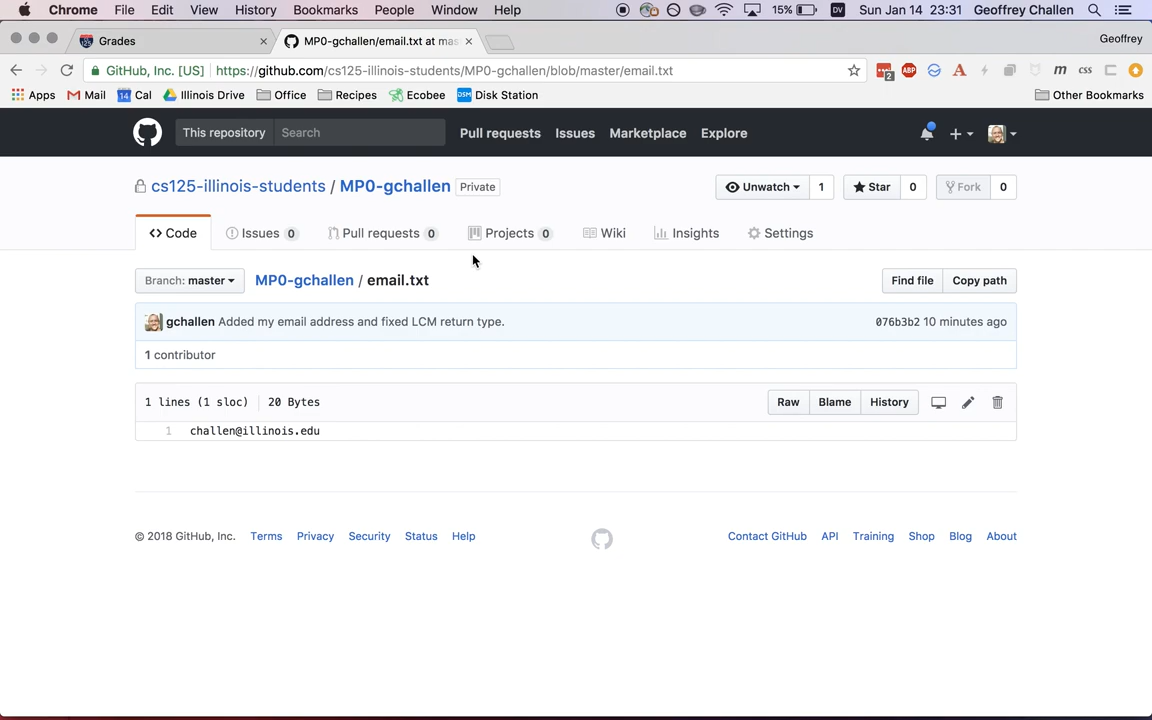 Chrome File Edit View History Bookmarks People Window Help 15% DV Sun Jan 14 23:31 Geoffrey Challen
Grades × MP0-gchallen/email.txt at mas × Geoffrey
GitHub, Inc. [US] https://github.com/cs125-illinois-students/MP0-gchallen/blob/master/email.txt 2 ABP A m css C
Apps Mail 14 Cal Illinois Drive Office Recipes Ecobee DSM Disk Station Other Bookmarks
This repository Search Pull requests Issues Marketplace Explore
cs125-illinois-students / MP0-gchallen Private Unwatch 1 Star 0 Fork 0
<> Code Issues 0 Pull requests 0 Projects 0 Wiki Insights Settings
Branch: master MP0-gchallen / email.txt Find file Copy path
gchallen Added my email address and fixed LCM return type. 076b3b2 10 minutes ago
1 contributor
1 lines (1 sloc) 20 Bytes Raw Blame History
1 challen@illinois.edu
© 2018 GitHub, Inc. Terms Privacy Security Status Help Contact GitHub API Training Shop Blog About